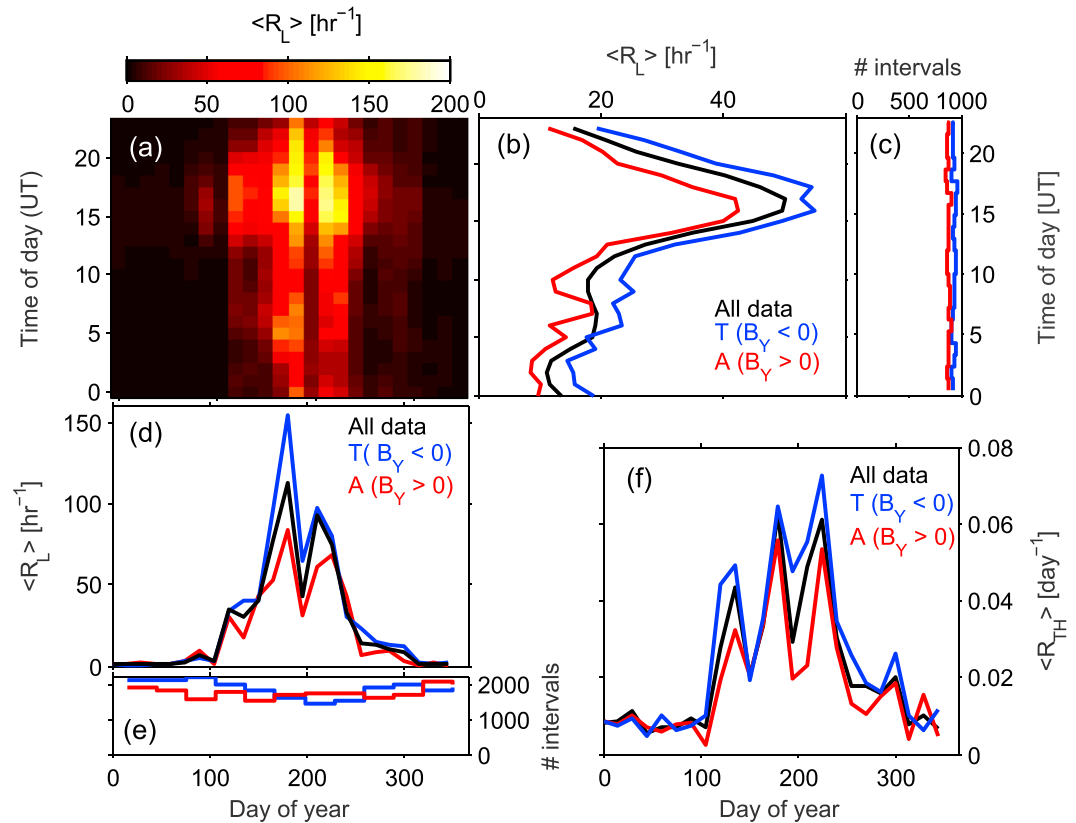 <R_L> [hr⁻¹]
0 50 100 150 200
(a)
Time of day (UT)
20
15
10
5
0
<R_L> [hr⁻¹]
0 20 40
(b)
All data
T (B_Y < 0)
A (B_Y > 0)
# intervals
0 500 1000
(c)
Time of day [UT]
20
15
10
5
0
(d)
All data
T( B_Y < 0)
A (B_Y > 0)
<R_L> [hr⁻¹]
150
100
50
0
(e)
2000
1000
0
# intervals
0 100 200 300
Day of year
(f)
All data
T (B_Y < 0)
A (B_Y > 0)
0.08
0.06
0.04
0.02
0
<R_TH> [day⁻¹]
0 100 200 300
Day of year